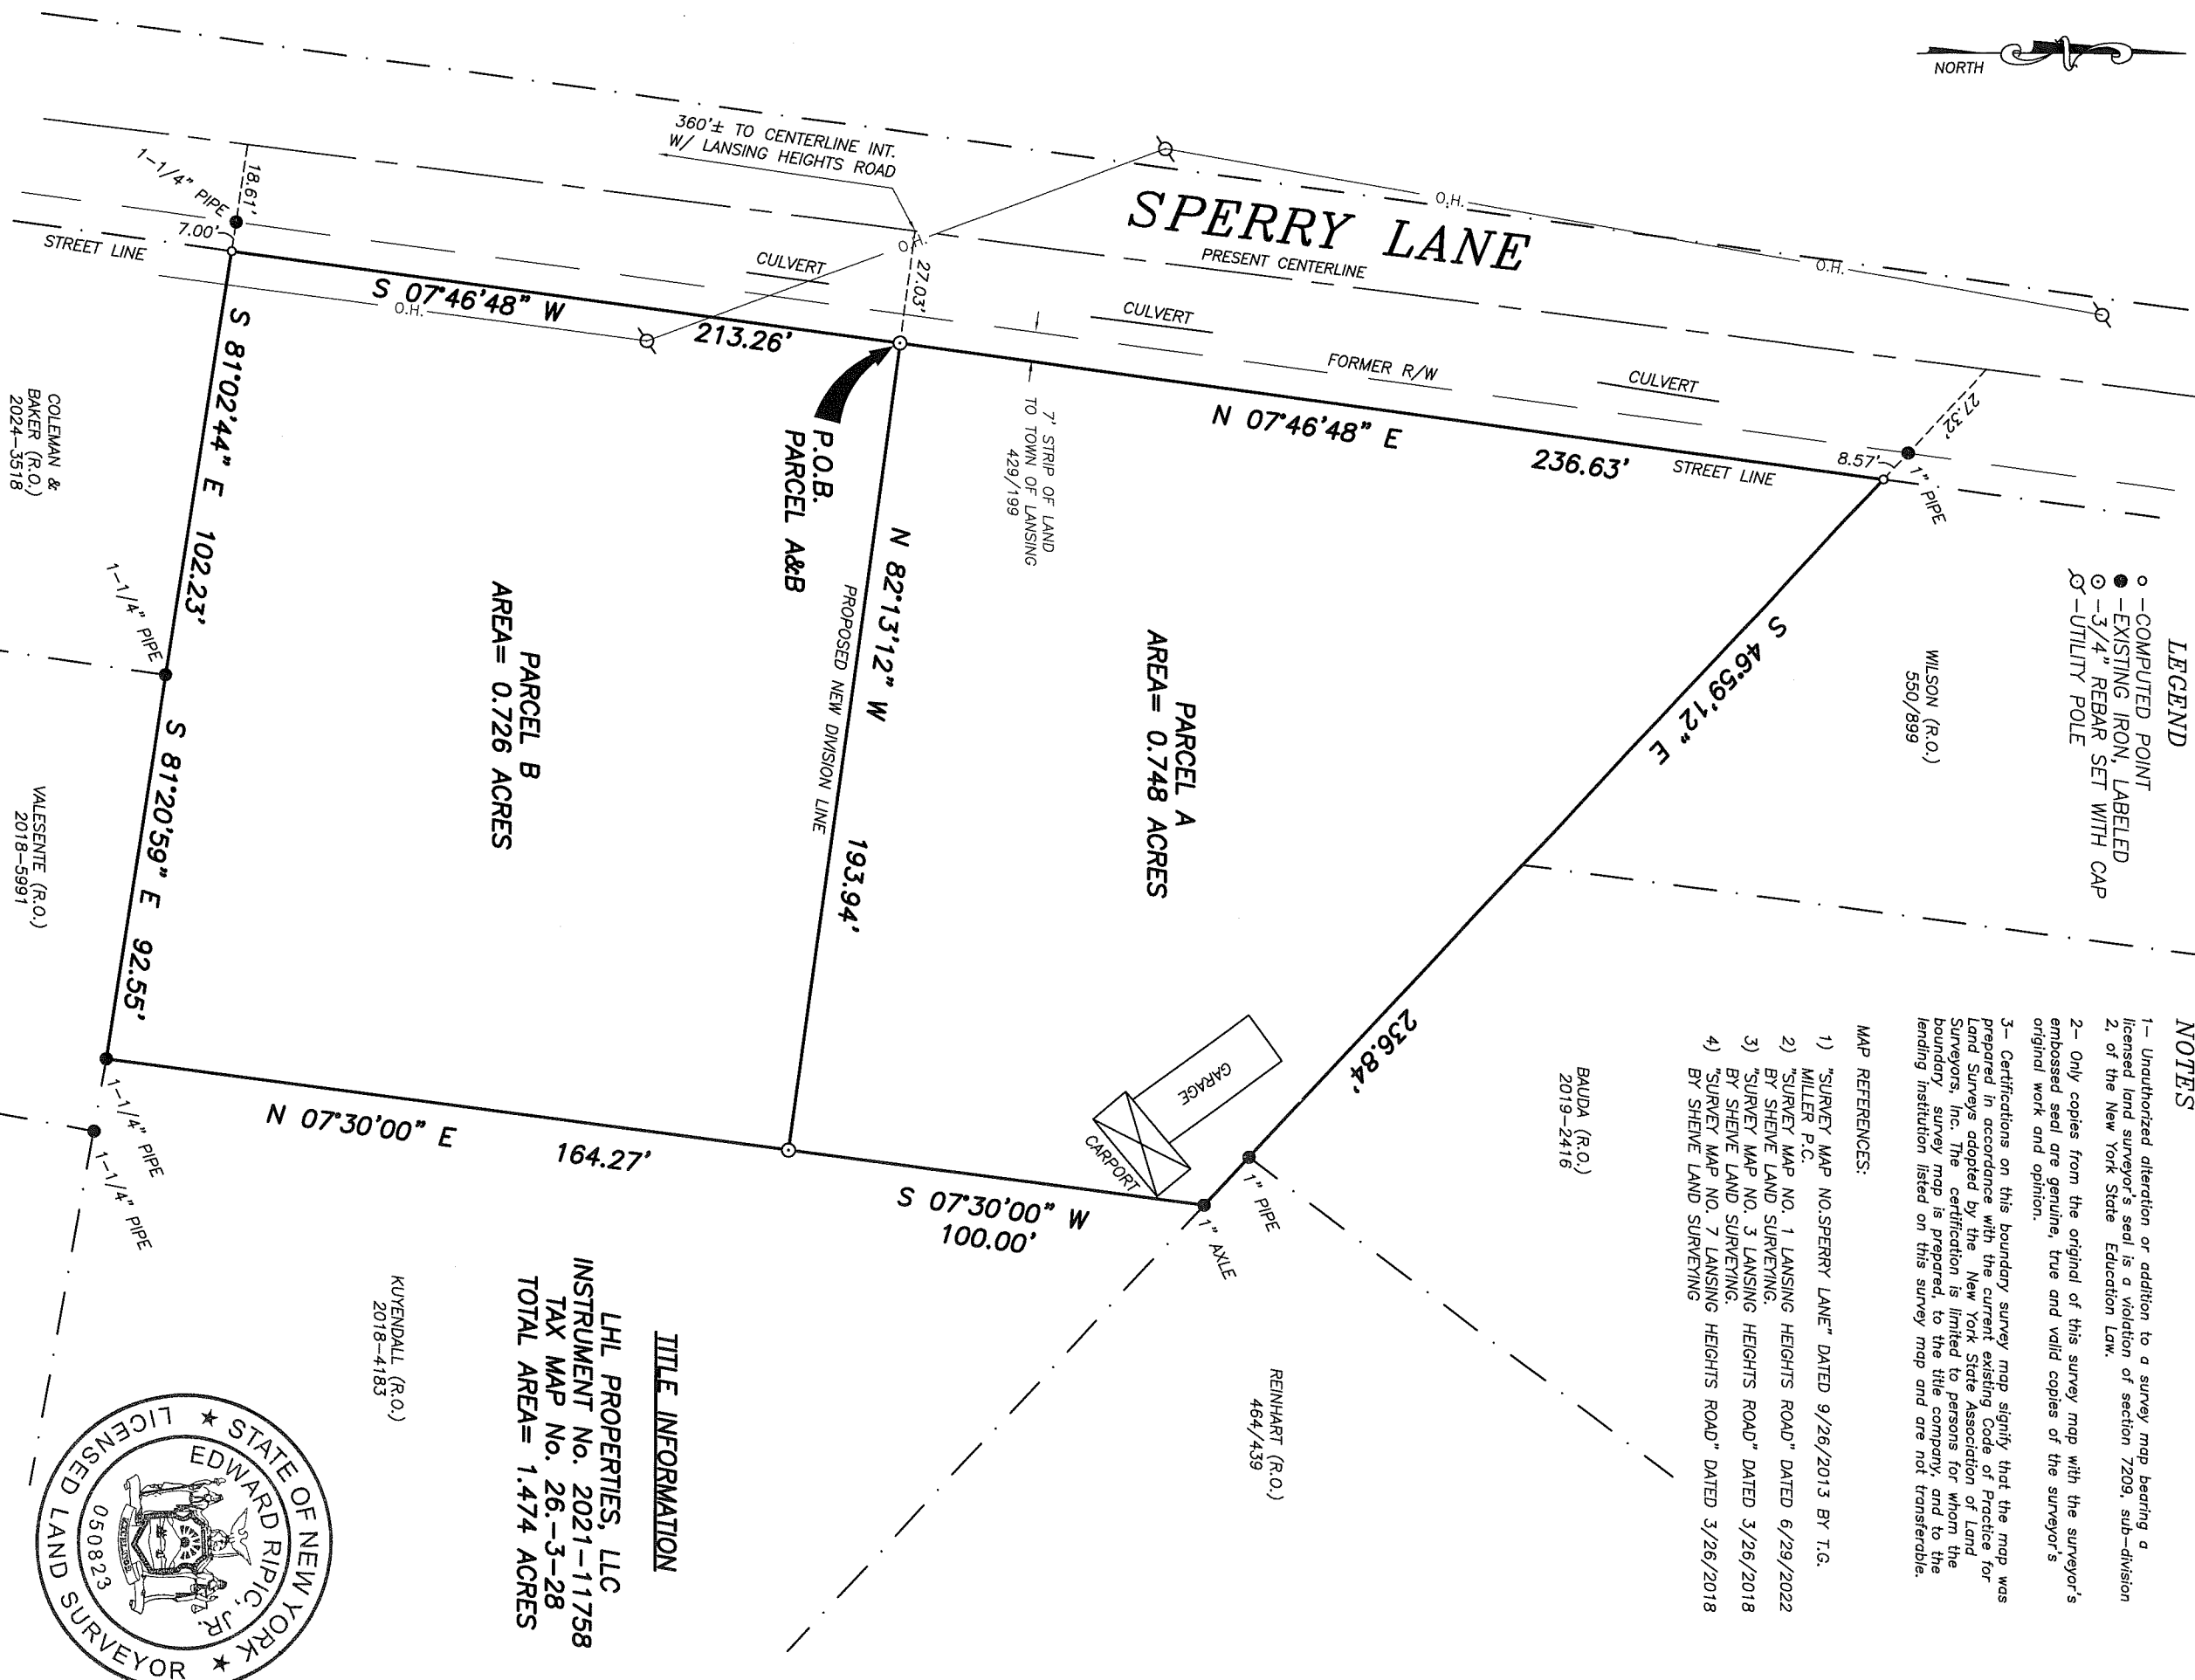 NORTH
LEGEND
-COMPUTED POINT
-EXISTING IRON, LABELED
-3/4" REBAR SET WITH CAP
-UTILITY POLE
NOTES
1- Unauthorized alteration or addition to a survey map bearing a
licensed land surveyor's seal is a violation of section 7209, sub-division
2, of the New York State Education Law.
2- Only copies from the original of this survey map with the surveyor's
embossed seal are genuine, true and valid copies of the surveyor's
original work and opinion.
3- Certifications on this boundary survey map signify that the map was
prepared in accordance with the current existing Code of Practice for
Land Surveys adopted by the New York State Association of Land
Surveyors, Inc. The certification is limited to persons for whom the
boundary survey map is prepared, to the title company, and to the
lending institution listed on this survey map and are not transferable.
MAP REFERENCES:
1) "SURVEY MAP NO.SPERRY LANE" DATED 9/26/2013 BY T.G.
MILLER P.C.
2) "SURVEY MAP NO. 1 LANSING HEIGHTS ROAD" DATED 6/29/2022
BY SHEIVE LAND SURVEYING.
3) "SURVEY MAP NO. 3 LANSING HEIGHTS ROAD" DATED 3/26/2018
BY SHEIVE LAND SURVEYING.
4) "SURVEY MAP NO. 7 LANSING HEIGHTS ROAD" DATED 3/26/2018
BY SHEIVE LAND SURVEYING
SPERRY LANE
PRESENT CENTERLINE
O.H.
O.H.
O.H.
O.H.
360'± TO CENTERLINE INT.
W/ LANSING HEIGHTS ROAD
CULVERT
CULVERT
CULVERT
FORMER R/W
STREET LINE
STREET LINE
18.61'
7.00'
1-1/4" PIPE
27.03'
27.32'
8.57'
1" PIPE
S 07°46'48" W
213.26'
N 07°46'48" E
236.63'
7' STRIP OF LAND
TO TOWN OF LANSING
429/199
P.O.B.
PARCEL A&B
S 46°59'12" E
236.84'
WILSON (R.O.)
550/899
BAUDA (R.O.)
2019-2416
PARCEL A
AREA= 0.748 ACRES
N 82°13'12" W
193.94'
PROPOSED NEW DIVISION LINE
PARCEL B
AREA= 0.726 ACRES
S 81°02'44" E 102.23'
1-1/4" PIPE
S 81°20'59" E 92.55'
COLEMAN &
BAKER (R.O.)
2024-3518
VALESENTE (R.O.)
2018-5991
GARAGE
CARPORT
1" PIPE
1" AXLE
1-1/4" PIPE
1-1/4" PIPE
N 07°30'00" E
164.27'
S 07°30'00" W
100.00'
REINHART (R.O.)
464/439
KUYENDALL (R.O.)
2018-4183
TITLE INFORMATION
LHL PROPERTIES, LLC
INSTRUMENT No. 2021-11758
TAX MAP No. 26.-3-28
TOTAL AREA= 1.474 ACRES
STATE OF NEW YORK
LICENSED LAND SURVEYOR
EDWARD RIPIC, JR.
050823